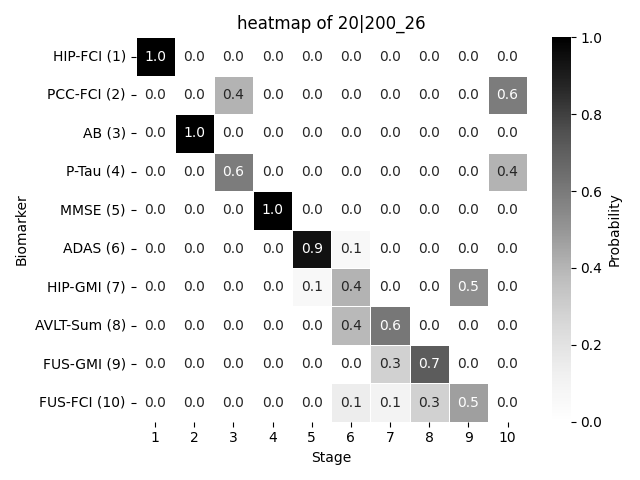 heatmap of 20|200_26
HIP-FCI (1) 1.0 0.0 0.0 0.0 0.0 0.0 0.0 0.0 0.0 0.0
PCC-FCI (2) 0.0 0.0 0.4 0.0 0.0 0.0 0.0 0.0 0.0 0.6
AB (3) 0.0 1.0 0.0 0.0 0.0 0.0 0.0 0.0 0.0 0.0
P-Tau (4) 0.0 0.0 0.6 0.0 0.0 0.0 0.0 0.0 0.0 0.4
MMSE (5) 0.0 0.0 0.0 1.0 0.0 0.0 0.0 0.0 0.0 0.0
ADAS (6) 0.0 0.0 0.0 0.0 0.9 0.1 0.0 0.0 0.0 0.0
HIP-GMI (7) 0.0 0.0 0.0 0.0 0.1 0.4 0.0 0.0 0.5 0.0
AVLT-Sum (8) 0.0 0.0 0.0 0.0 0.0 0.4 0.6 0.0 0.0 0.0
FUS-GMI (9) 0.0 0.0 0.0 0.0 0.0 0.0 0.3 0.7 0.0 0.0
FUS-FCI (10) 0.0 0.0 0.0 0.0 0.0 0.1 0.1 0.3 0.5 0.0
1 2 3 4 5 6 7 8 9 10
Stage
Biomarker
1.0
0.8
0.6
0.4
0.2
0.0
Probability